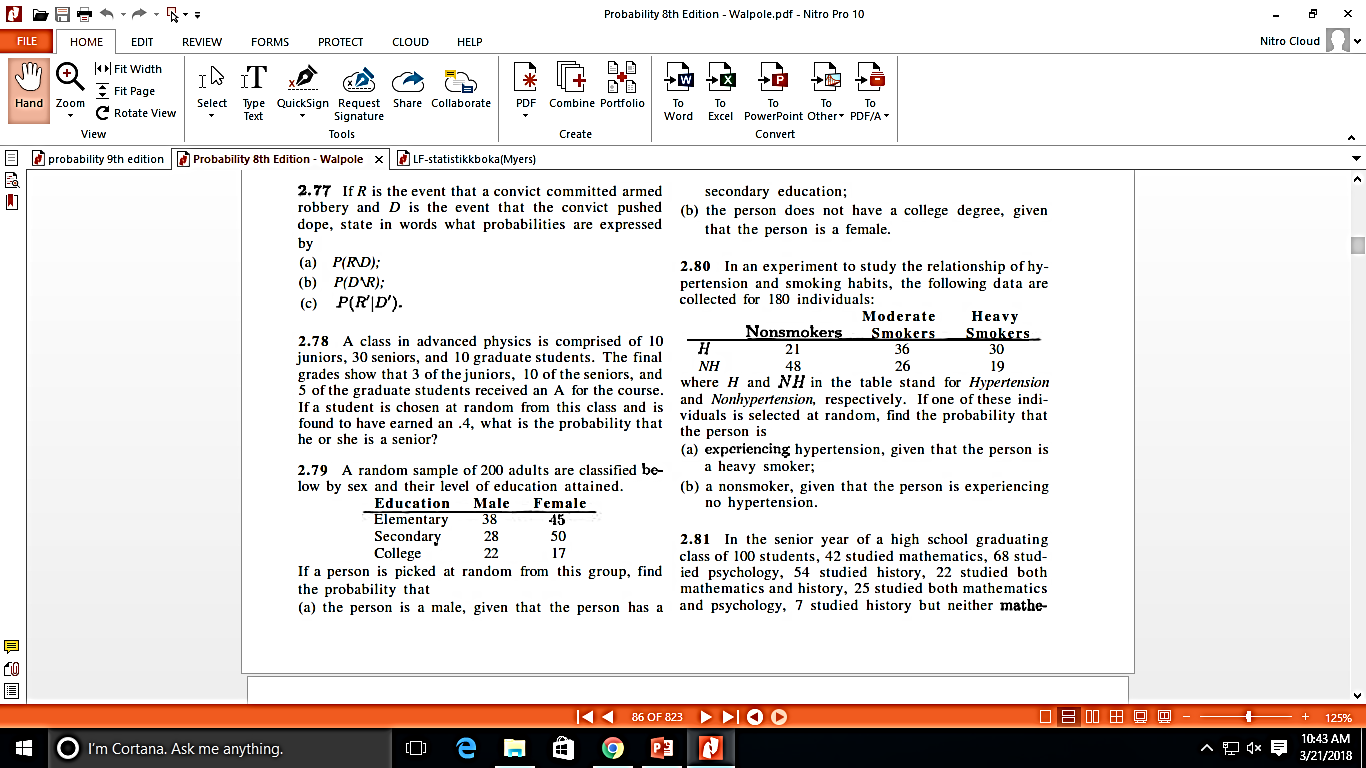 Probability 8th Edition - Walpole.pdf - Nitro Pro 10
FILE HOME EDIT REVIEW FORMS PROTECT CLOUD HELP
Nitro Cloud
Hand
Zoom
Fit Width
Fit Page
Rotate View
View
Select
Type Text
QuickSign
Request Signature
Share
Collaborate
Tools
PDF
Combine
Portfolio
Create
To Word
To Excel
To PowerPoint
To Other
To PDF/A
Convert
probability 9th edition
Probability 8th Edition - Walpole
LF-statistikkboka(Myers)
2.77 If R is the event that a convict committed armed
robbery and D is the event that the convict pushed
dope, state in words what probabilities are expressed
by
(a) P(R\D);
(b) P(D\R);
(c) P(R'|D').
2.78 A class in advanced physics is comprised of 10
juniors, 30 seniors, and 10 graduate students. The final
grades show that 3 of the juniors, 10 of the seniors, and
5 of the graduate students received an A for the course.
If a student is chosen at random from this class and is
found to have earned an .4, what is the probability that
he or she is a senior?
2.79 A random sample of 200 adults are classified be-
low by sex and their level of education attained.
Education Male Female
Elementary 38 45
Secondary 28 50
College 22 17
If a person is picked at random from this group, find
the probability that
(a) the person is a male, given that the person has a
secondary education;
(b) the person does not have a college degree, given
that the person is a female.
2.80 In an experiment to study the relationship of hy-
pertension and smoking habits, the following data are
collected for 180 individuals:
Moderate Heavy
Nonsmokers Smokers Smokers
H 21 36 30
NH 48 26 19
where H and NH in the table stand for Hypertension
and Nonhypertension, respectively. If one of these indi-
viduals is selected at random, find the probability that
the person is
(a) experiencing hypertension, given that the person is
a heavy smoker;
(b) a nonsmoker, given that the person is experiencing
no hypertension.
2.81 In the senior year of a high school graduating
class of 100 students, 42 studied mathematics, 68 stud-
ied psychology, 54 studied history, 22 studied both
mathematics and history, 25 studied both mathematics
and psychology, 7 studied history but neither mathe-
86 OF 823
125%
I'm Cortana. Ask me anything.
10:43 AM
3/21/2018